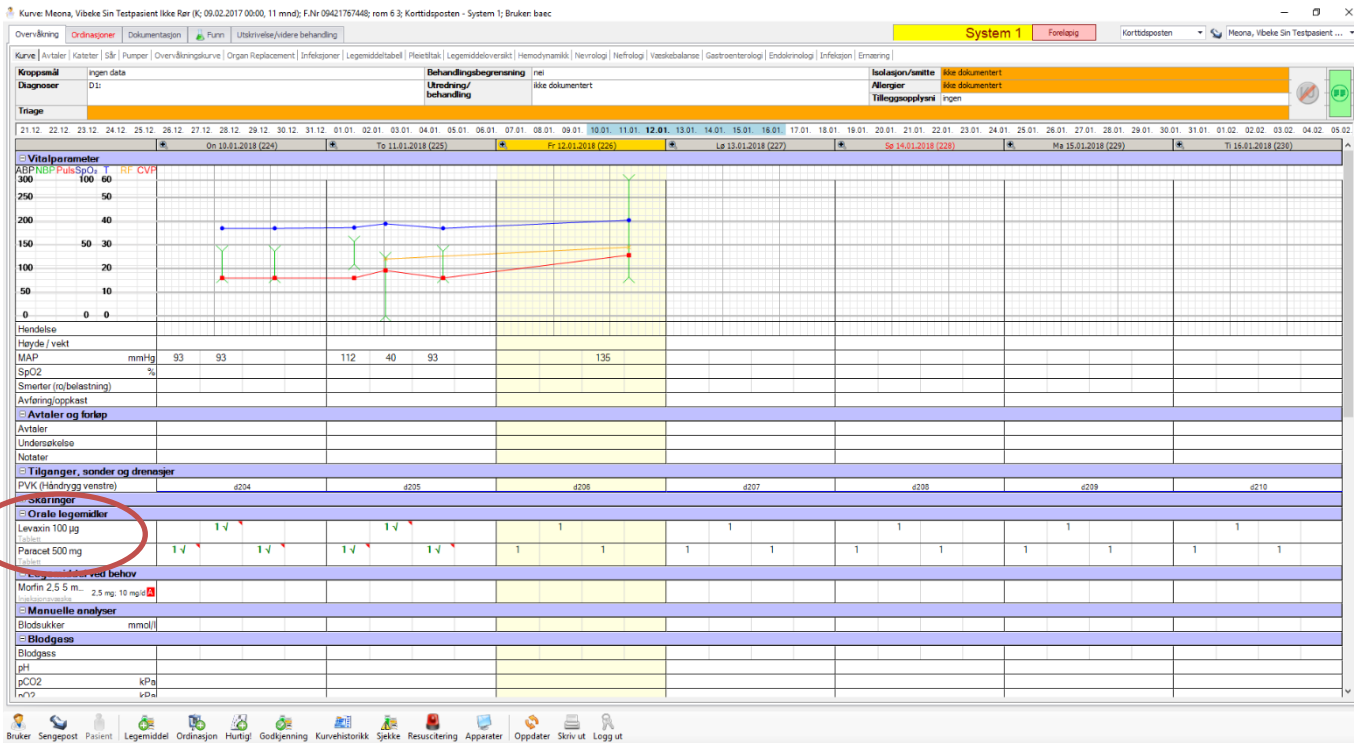 Kurve: Meona, Vibeke Sin Testpasient Ikke Rør (K; 09.02.2017 00:00, 11 mnd); F.Nr 09421767448; rom 6 3; Korttidsposten - System 1; Bruker: baec
Overvåkning Ordinasjoner Dokumentasjon Funn Utskrivelse/videre behandling System 1 Foreløpig Korttidsposten Meona, Vibeke Sin Testpasient ...
Kurve Avtaler Kateter Sår Pumper Overvåkningskurve Organ Replacement Infeksjoner Legemiddeltabell Pleietiltak Legemiddeloversikt Hemodynamikk Nevrologi Nefrologi Væskebalanse Gastroenterologi Endokrinologi Infeksjon Ernæring
Kroppsmål ingen data Behandlingsbegrensning nei Isolasjon/smitte ikke dokumentert
Diagnoser D1: Utredning/ behandling ikke dokumentert Allergier ikke dokumentert
Tilleggsopplysni ingen
Triage
21.12. 22.12. 23.12. 24.12. 25.12. 26.12. 27.12. 28.12. 29.12. 30.12. 31.12. 01.01. 02.01. 03.01. 04.01. 05.01. 06.01. 07.01. 08.01. 09.01. 10.01. 11.01. 12.01. 13.01. 14.01. 15.01. 16.01. 17.01. 18.01. 19.01. 20.01. 21.01. 22.01. 23.01. 24.01. 25.01. 26.01. 27.01. 28.01. 29.01. 30.01. 31.01. 01.02. 02.02. 03.02. 04.02. 05.02.
On 10.01.2018 (224) To 11.01.2018 (225) Fr 12.01.2018 (226) Lø 13.01.2018 (227) Sø 14.01.2018 (228) Ma 15.01.2018 (229) Ti 16.01.2018 (230)
Vitalparameter
ABP NBP Puls SpO₂ T RF CVP
300 100 60
250 50
200 40
150 50 30
100 20
50 10
0 0 0
Hendelse
Høyde / vekt
MAP mmHg 93 93 112 40 93 135
SpO2 %
Smerter (ro/belastning)
Avføring/oppkast
Avtaler og forløp
Avtaler
Undersøkelse
Notater
Tilganger, sonder og drenasjer
PVK (Håndrygg venstre) d204 d205 d206 d207 d208 d209 d210
Skåringer
Orale legemidler
Levaxin 100 µg 1 √ 1 √ 1 1 1 1 1
Tablett
Paracet 500 mg 1 √ 1 √ 1 √ 1 √ 1 1 1 1 1 1 1 1 1 1
Tablett
Legemiddel ved behov
Morfin 2,5 5 m... 2,5 mg; 10 mg/d A
Injeksjonsvæske
Manuelle analyser
Blodsukker mmol/l
Blodgass
Blodgass
pH
pCO2 kPa
pO2 kPa
Bruker Sengepost Pasient Legemiddel Ordinasjon Hurtig! Godkjenning Kurvehistorikk Sjekke Resuscitering Apparater Oppdater Skriv ut Logg ut